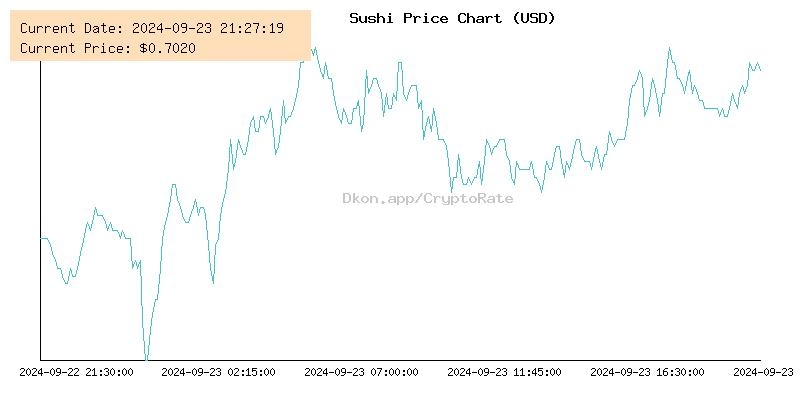 Sushi Price Chart (USD)
Current Date: 2024-09-23 21:27:19
Current Price: $0.7020
Dkon.app/CryptoRate
2024-09-22 21:30:00 2024-09-23 02:15:00 2024-09-23 07:00:00 2024-09-23 11:45:00 2024-09-23 16:30:00 2024-09-23